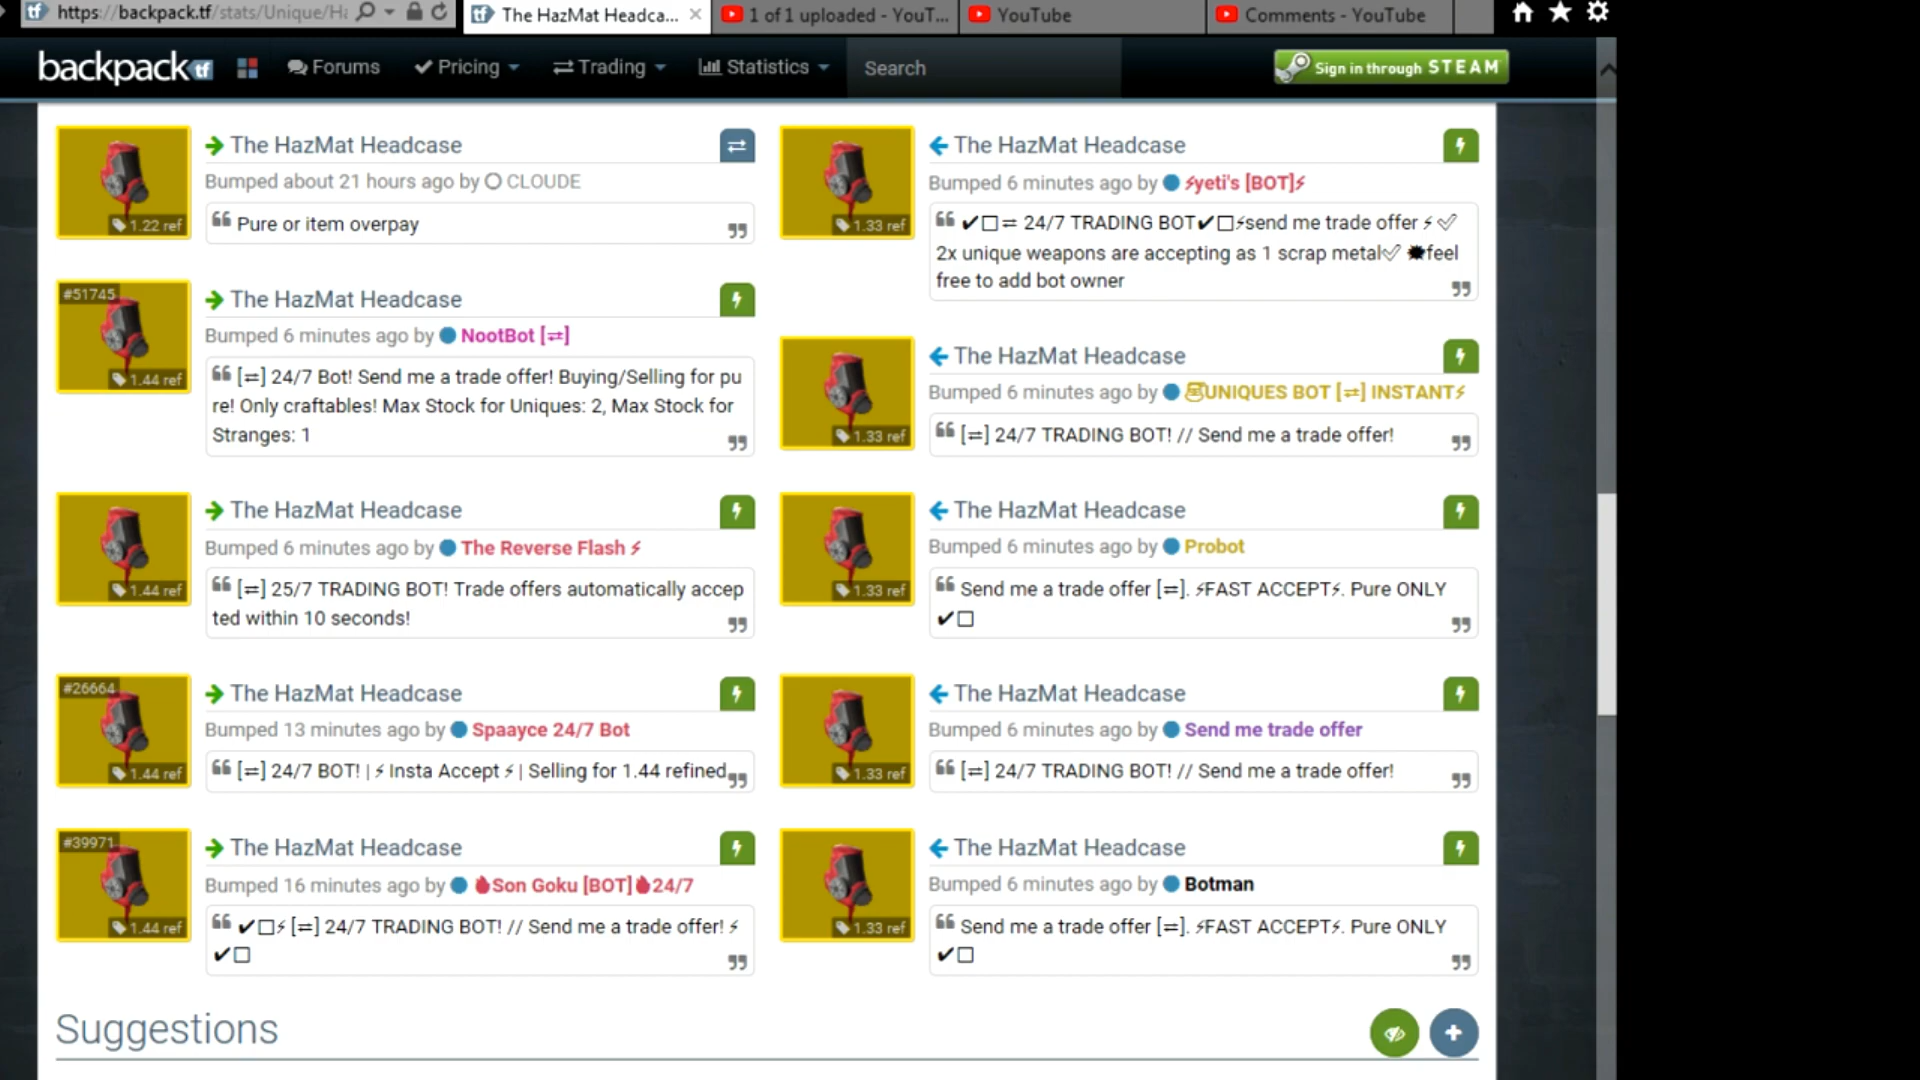 https://backpack.tf/stats/Unique/Ha
The HazMat Headca...
1 of 1 uploaded - YouT...
YouTube
Comments - YouTube
backpack tf
Forums
Pricing
Trading
Statistics
Search
Sign in through STEAM
The HazMat Headcase
Bumped about 21 hours ago by CLOUDE
Pure or item overpay
1.22 ref
#51745
The HazMat Headcase
Bumped 6 minutes ago by NootBot [⇄]
[⇄] 24/7 Bot! Send me a trade offer! Buying/Selling for pu
re! Only craftables! Max Stock for Uniques: 2, Max Stock for
Stranges: 1
1.44 ref
The HazMat Headcase
Bumped 6 minutes ago by The Reverse Flash ⚡
[⇄] 25/7 TRADING BOT! Trade offers automatically accep
ted within 10 seconds!
1.44 ref
#26664
The HazMat Headcase
Bumped 13 minutes ago by Spaayce 24/7 Bot
[⇄] 24/7 BOT! | ⚡ Insta Accept ⚡ | Selling for 1.44 refined
1.44 ref
#39971
The HazMat Headcase
Bumped 16 minutes ago by Son Goku [BOT] 24/7
✔☐⚡ [⇄] 24/7 TRADING BOT! // Send me a trade offer! ⚡
✔☐
1.44 ref
The HazMat Headcase
Bumped 6 minutes ago by ⚡yeti's [BOT]⚡
✔☐⇄ 24/7 TRADING BOT✔☐⚡send me trade offer ⚡ ✅
2x unique weapons are accepting as 1 scrap metal✅ feel
free to add bot owner
1.33 ref
The HazMat Headcase
Bumped 6 minutes ago by UNIQUES BOT [⇄] INSTANT⚡
[⇄] 24/7 TRADING BOT! // Send me a trade offer!
1.33 ref
The HazMat Headcase
Bumped 6 minutes ago by Probot
Send me a trade offer [⇄]. ⚡FAST ACCEPT⚡. Pure ONLY
✔☐
1.33 ref
The HazMat Headcase
Bumped 6 minutes ago by Send me trade offer
[⇄] 24/7 TRADING BOT! // Send me a trade offer!
1.33 ref
The HazMat Headcase
Bumped 6 minutes ago by Botman
Send me a trade offer [⇄]. ⚡FAST ACCEPT⚡. Pure ONLY
✔☐
1.33 ref
Suggestions